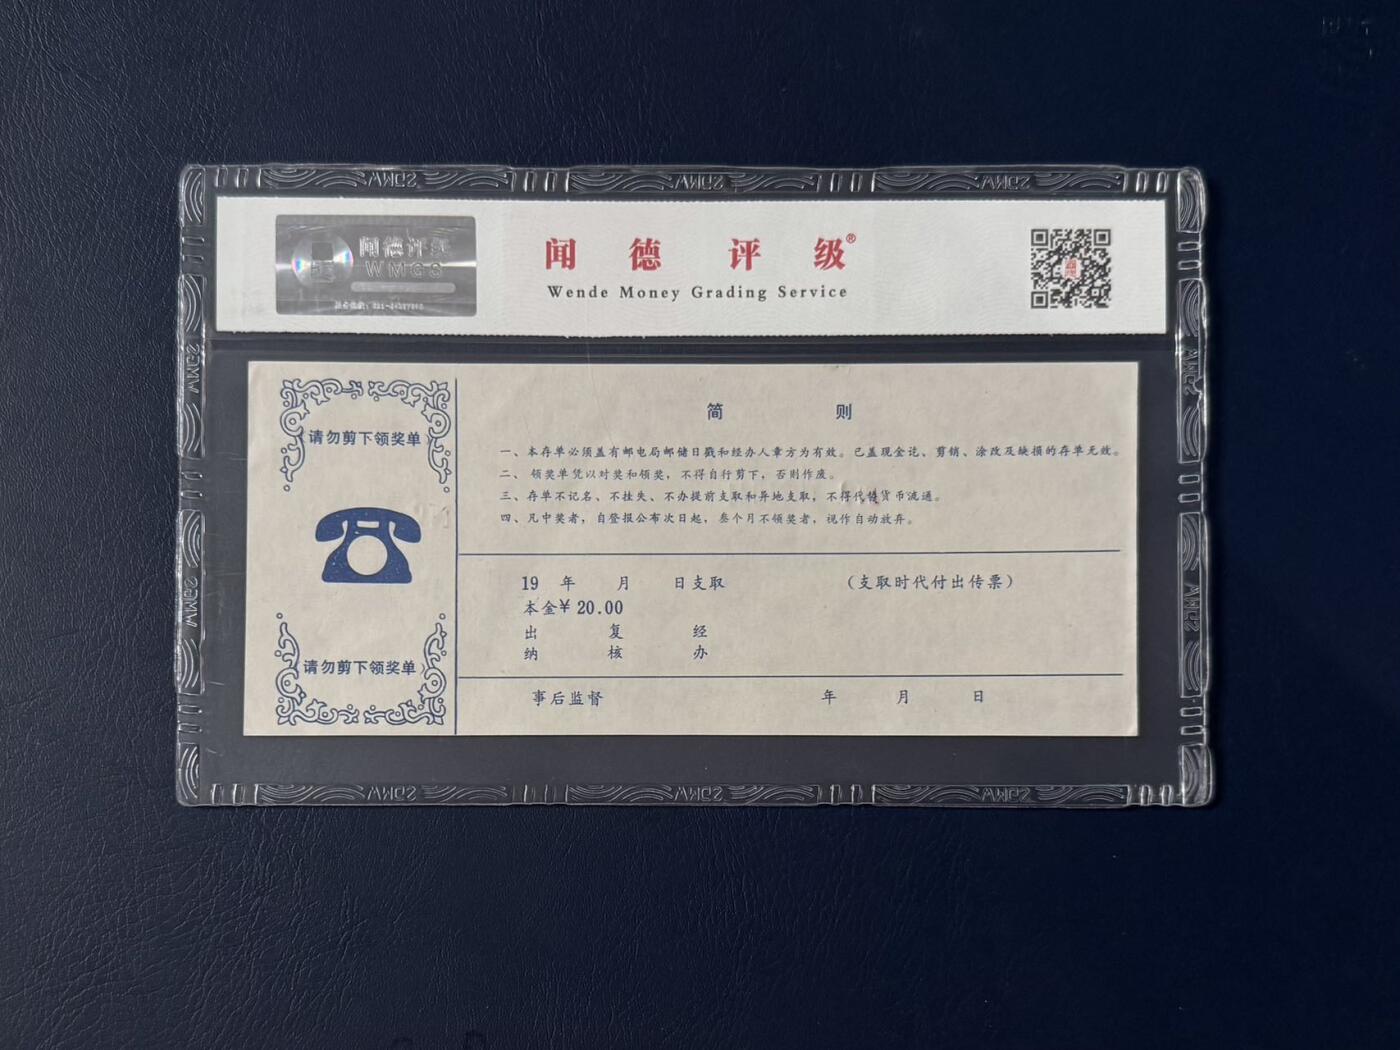 闻德评级
WMGS
闻德评级®
Wende Money Grading Service
请勿剪下领奖单
请勿剪下领奖单
简则
一、本存单必须盖有邮电局邮储日戳和经办人章方为有效。已盖现金讫、剪销、涂改及缺损的存单无效。
二、领奖单凭以对奖和领奖，不得自行剪下，否则作废。
三、存单不记名、不挂失、不办提前支取和异地支取，不得代替货币流通。
四、凡中奖者，自登报公布次日起，叁个月不领奖者，视作自动放弃。
19 年 月 日支取 （支取时代付出传票）
本金¥20.00
出纳 复核 经办
事后监督 年 月 日